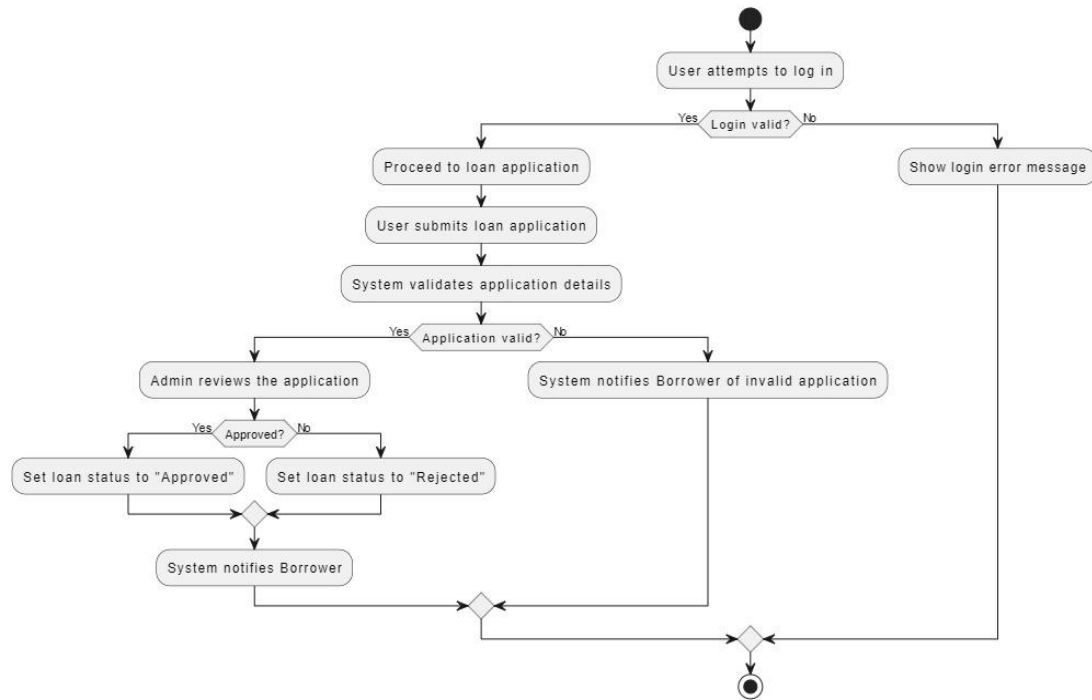 User attempts to log in
Yes
Login valid?
No
Proceed to loan application
Show login error message
User submits loan application
System validates application details
Yes
Application valid?
No
Admin reviews the application
System notifies Borrower of invalid application
Yes
Approved?
No
Set loan status to "Approved"
Set loan status to "Rejected"
System notifies Borrower